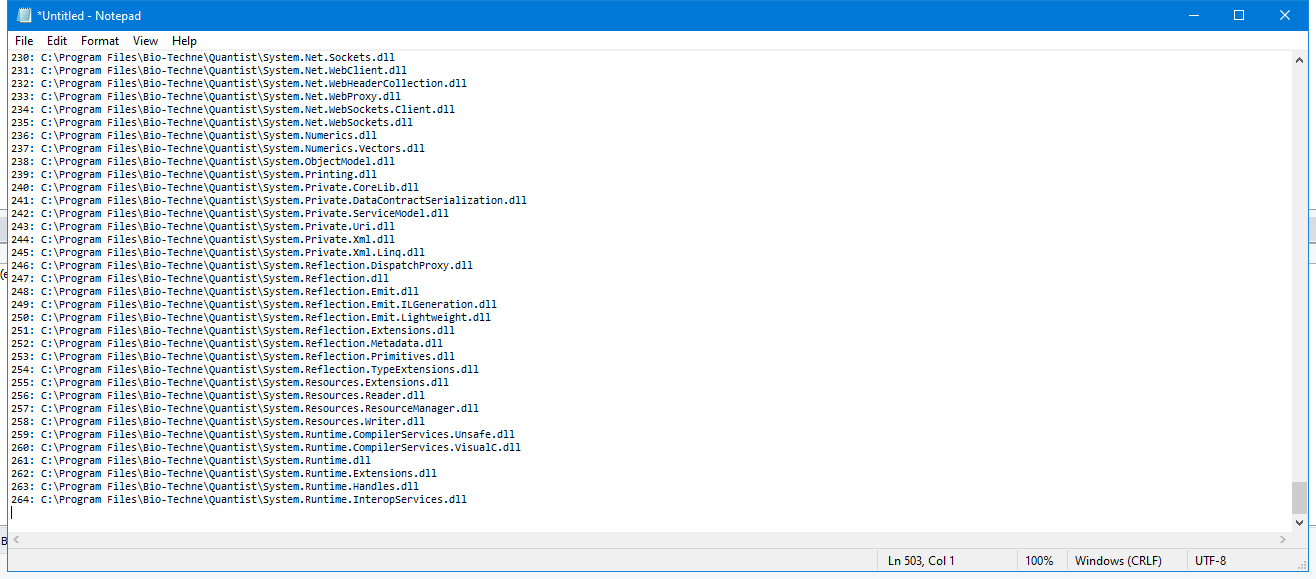 *Untitled - Notepad
File Edit Format View Help
230: C:\Program Files\Bio-Techne\Quantist\System.Net.Sockets.dll
231: C:\Program Files\Bio-Techne\Quantist\System.Net.WebClient.dll
232: C:\Program Files\Bio-Techne\Quantist\System.Net.WebHeaderCollection.dll
233: C:\Program Files\Bio-Techne\Quantist\System.Net.WebProxy.dll
234: C:\Program Files\Bio-Techne\Quantist\System.Net.WebSockets.Client.dll
235: C:\Program Files\Bio-Techne\Quantist\System.Net.WebSockets.dll
236: C:\Program Files\Bio-Techne\Quantist\System.Numerics.dll
237: C:\Program Files\Bio-Techne\Quantist\System.Numerics.Vectors.dll
238: C:\Program Files\Bio-Techne\Quantist\System.ObjectModel.dll
239: C:\Program Files\Bio-Techne\Quantist\System.Printing.dll
240: C:\Program Files\Bio-Techne\Quantist\System.Private.CoreLib.dll
241: C:\Program Files\Bio-Techne\Quantist\System.Private.DataContractSerialization.dll
242: C:\Program Files\Bio-Techne\Quantist\System.Private.ServiceModel.dll
243: C:\Program Files\Bio-Techne\Quantist\System.Private.Uri.dll
244: C:\Program Files\Bio-Techne\Quantist\System.Private.Xml.dll
245: C:\Program Files\Bio-Techne\Quantist\System.Private.Xml.Linq.dll
246: C:\Program Files\Bio-Techne\Quantist\System.Reflection.DispatchProxy.dll
247: C:\Program Files\Bio-Techne\Quantist\System.Reflection.dll
248: C:\Program Files\Bio-Techne\Quantist\System.Reflection.Emit.dll
249: C:\Program Files\Bio-Techne\Quantist\System.Reflection.Emit.ILGeneration.dll
250: C:\Program Files\Bio-Techne\Quantist\System.Reflection.Emit.Lightweight.dll
251: C:\Program Files\Bio-Techne\Quantist\System.Reflection.Extensions.dll
252: C:\Program Files\Bio-Techne\Quantist\System.Reflection.Metadata.dll
253: C:\Program Files\Bio-Techne\Quantist\System.Reflection.Primitives.dll
254: C:\Program Files\Bio-Techne\Quantist\System.Reflection.TypeExtensions.dll
255: C:\Program Files\Bio-Techne\Quantist\System.Resources.Extensions.dll
256: C:\Program Files\Bio-Techne\Quantist\System.Resources.Reader.dll
257: C:\Program Files\Bio-Techne\Quantist\System.Resources.ResourceManager.dll
258: C:\Program Files\Bio-Techne\Quantist\System.Resources.Writer.dll
259: C:\Program Files\Bio-Techne\Quantist\System.Runtime.CompilerServices.Unsafe.dll
260: C:\Program Files\Bio-Techne\Quantist\System.Runtime.CompilerServices.VisualC.dll
261: C:\Program Files\Bio-Techne\Quantist\System.Runtime.dll
262: C:\Program Files\Bio-Techne\Quantist\System.Runtime.Extensions.dll
263: C:\Program Files\Bio-Techne\Quantist\System.Runtime.Handles.dll
264: C:\Program Files\Bio-Techne\Quantist\System.Runtime.InteropServices.dll
Ln 503, Col 1 100% Windows (CRLF) UTF-8